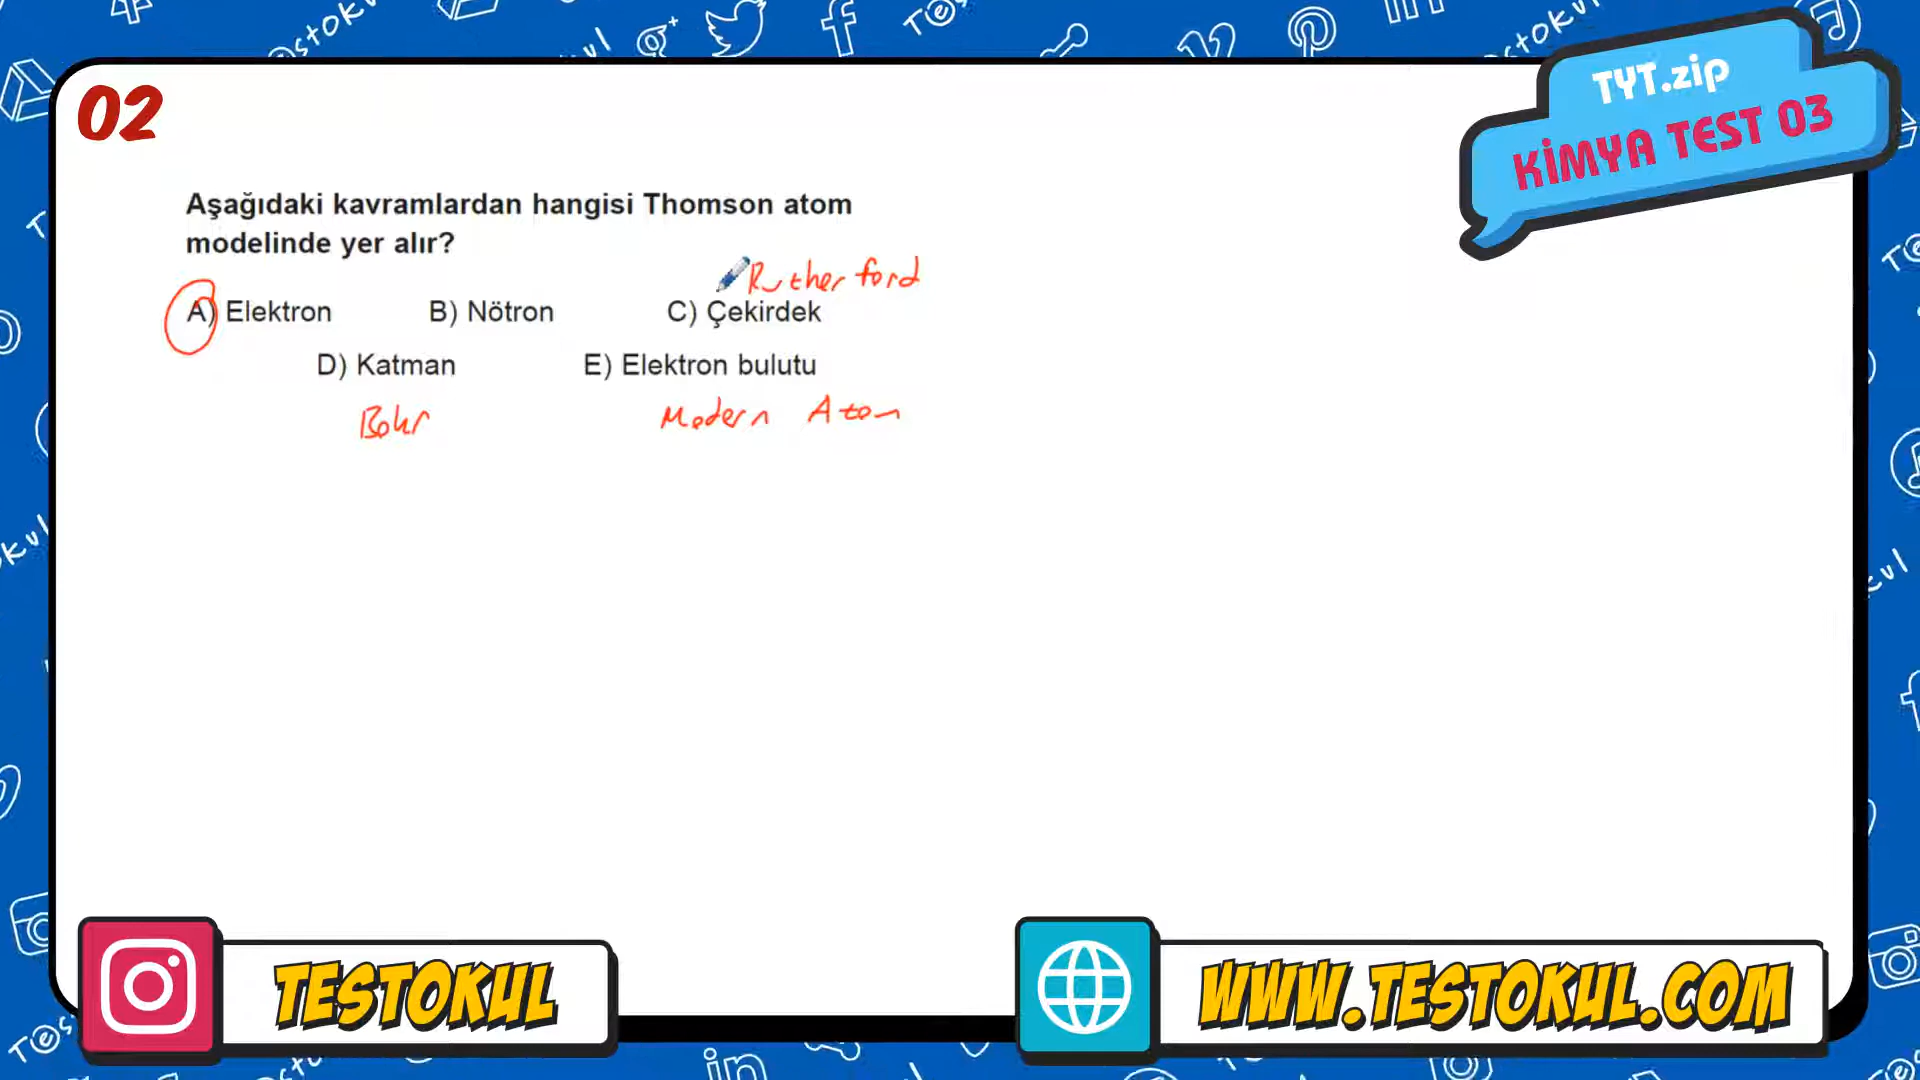 02
TYT.zip
KİMYA TEST 03
Aşağıdaki kavramlardan hangisi Thomson atom
modelinde yer alır?
Rutherford
A) Elektron B) Nötron C) Çekirdek
D) Katman E) Elektron bulutu
Bohr Modern Atom
TESTOKUL
WWW.TESTOKUL.COM